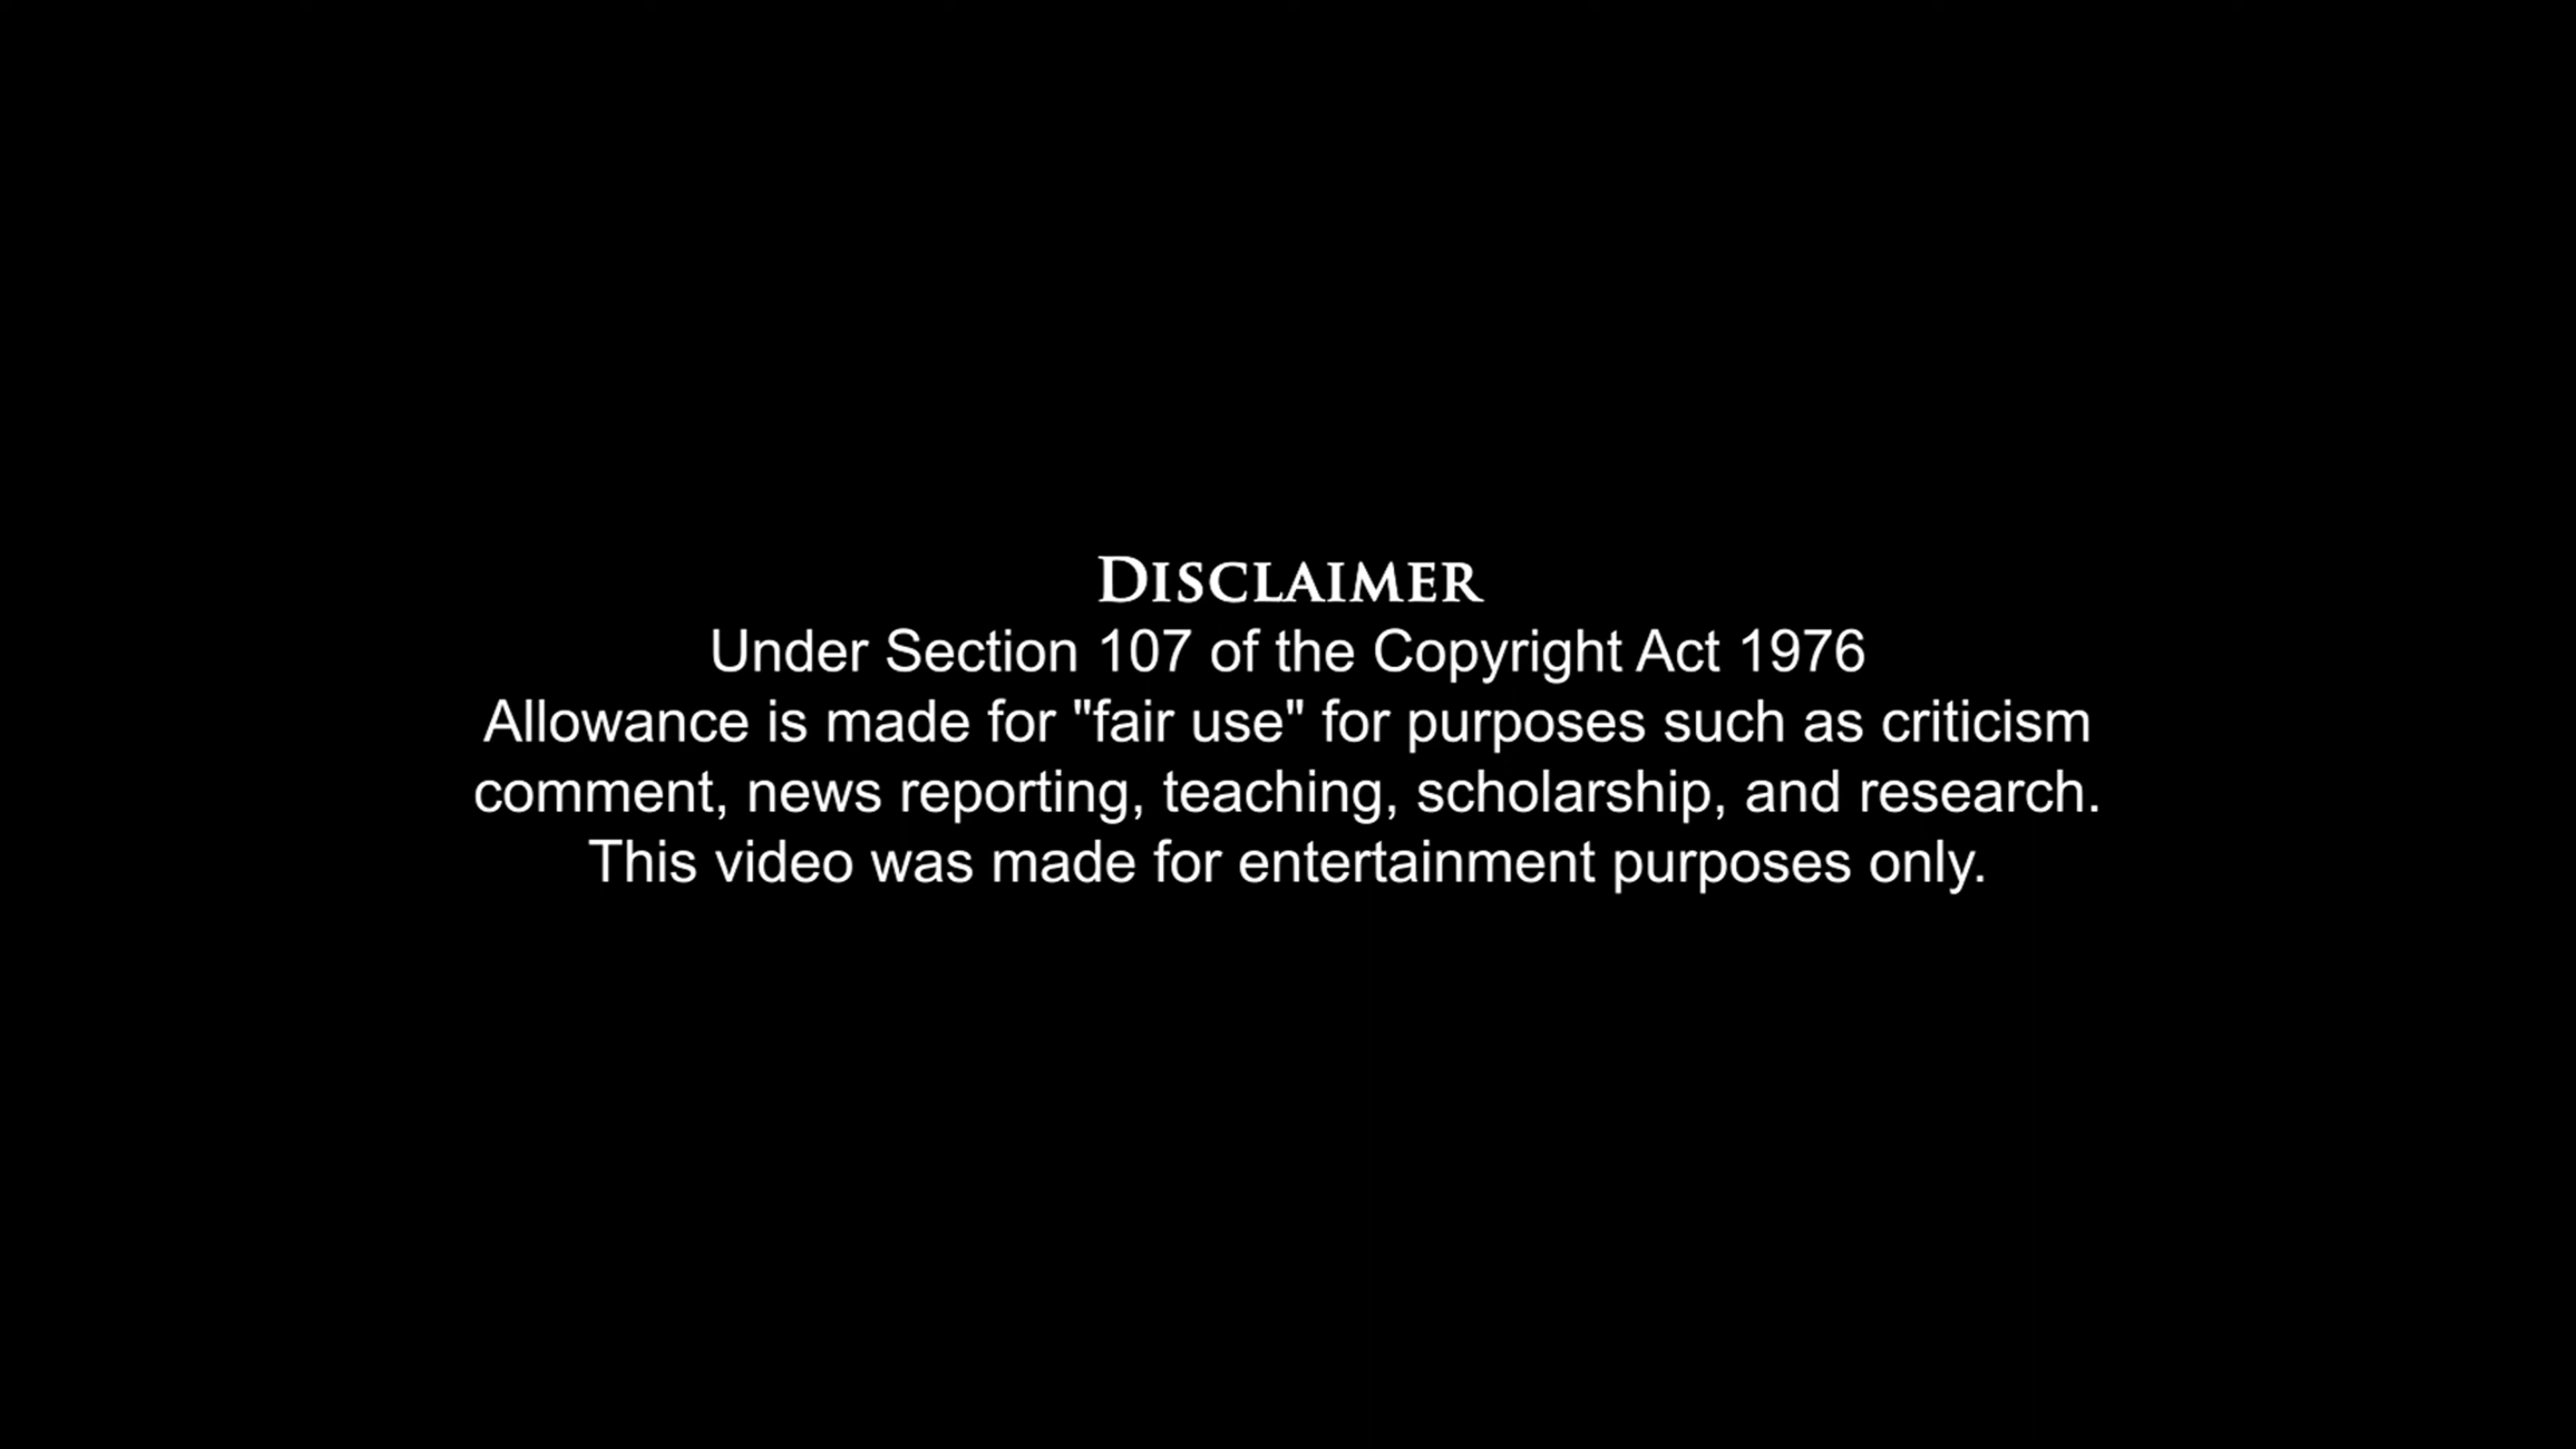 DISCLAIMER
Under Section 107 of the Copyright Act 1976
Allowance is made for "fair use" for purposes such as criticism
comment, news reporting, teaching, scholarship, and research.
This video was made for entertainment purposes only.